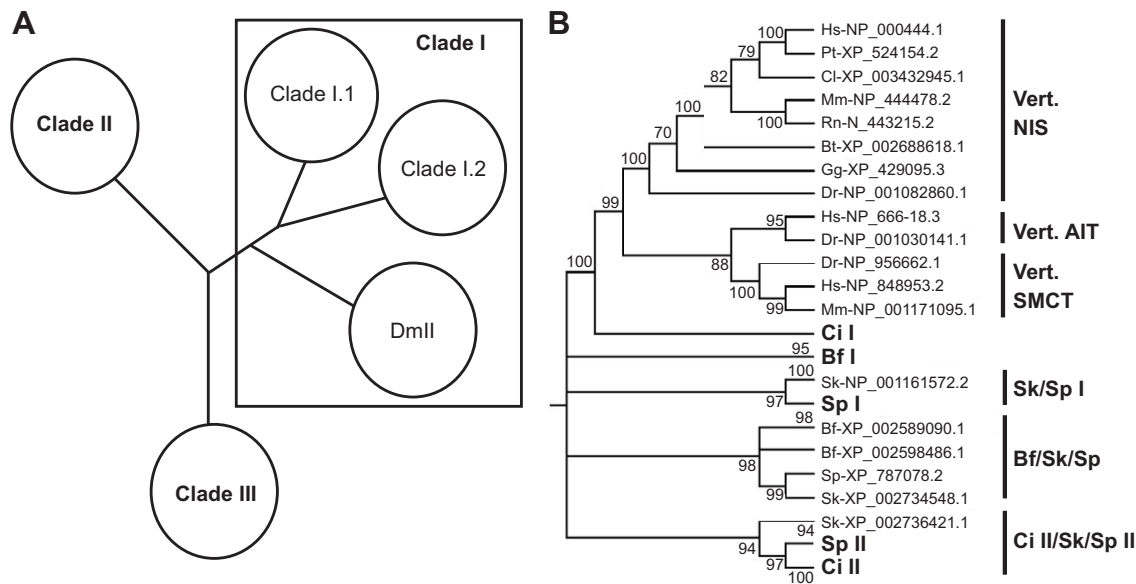 A
Clade I
Clade II
Clade I.1
Clade I.2
DmII
Clade III
B
100
Hs-NP_000444.1
79
Pt-XP_524154.2
82
Cl-XP_003432945.1
Mm-NP_444478.2
100
Rn-N_443215.2
100
Bt-XP_002688618.1
70
Gg-XP_429095.3
100
Dr-NP_001082860.1
Vert.
NIS
99
95
Hs-NP_666-18.3
Dr-NP_001030141.1
Vert. AIT
88
Dr-NP_956662.1
100
Hs-NP_848953.2
99
Mm-NP_001171095.1
Vert.
SMCT
100
Ci I
95
Bf I
100
Sk-NP_001161572.2
97
Sp I
Sk/Sp I
98
Bf-XP_002589090.1
Bf-XP_002598486.1
98
Sp-XP_787078.2
99
Sk-XP_002734548.1
Bf/Sk/Sp
Sk-XP_002736421.1
94
94
Sp II
97
Ci II
100
Ci II/Sk/Sp II